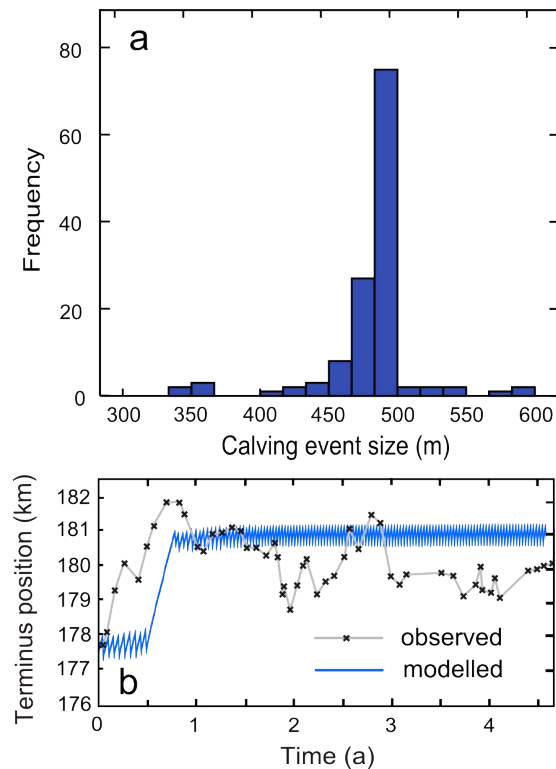 a
80
60
40
20
0
Frequency
300 350 400 450 500 550 600
Calving event size (m)
182
181
180
179
178
177
176
Terminus position (km)
observed
modelled
b
0 1 2 3 4
Time (a)